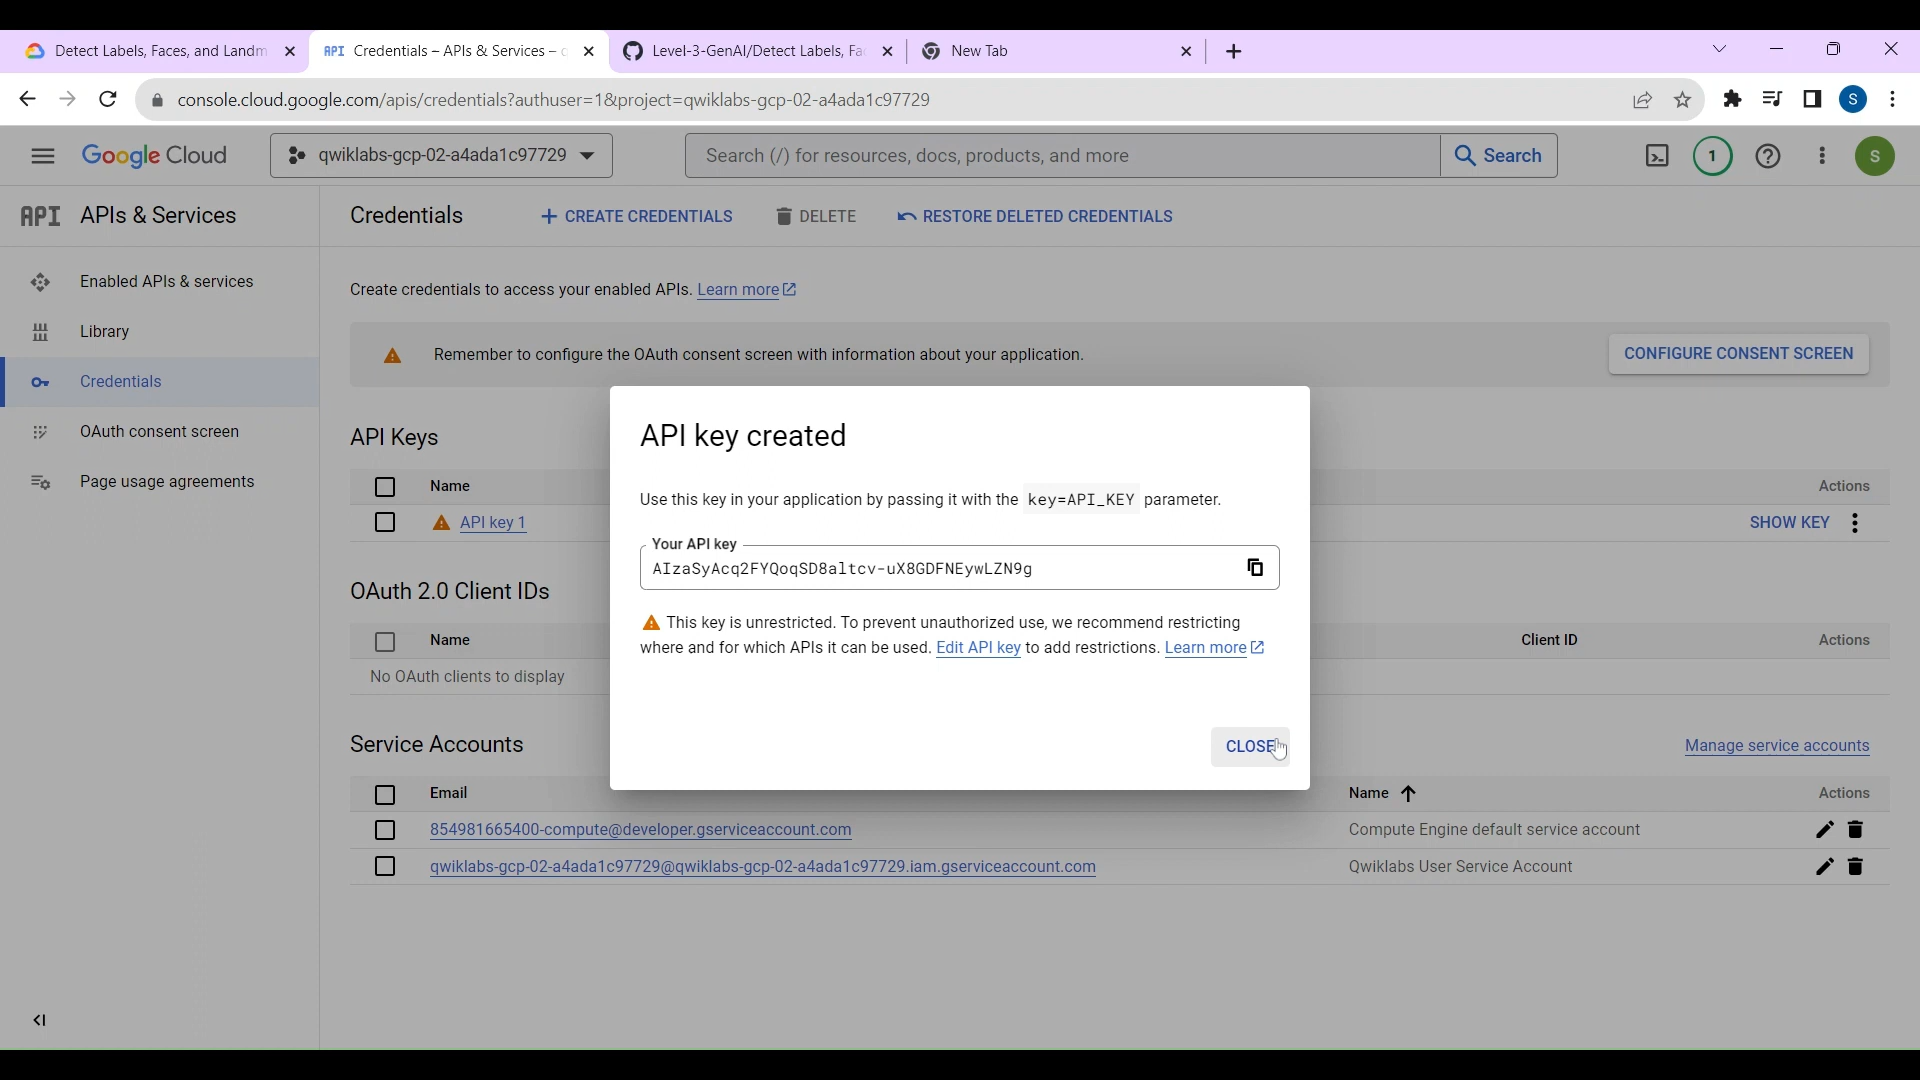 Detect Labels, Faces, and Landm
API Credentials – APIs & Services – q
Level-3-GenAI/Detect Labels, Fac
New Tab
console.cloud.google.com/apis/credentials?authuser=1&project=qwiklabs-gcp-02-a4ada1c97729
S
Google Cloud
qwiklabs-gcp-02-a4ada1c97729
Search (/) for resources, docs, products, and more
Search
1
S
API APIs & Services
Credentials
CREATE CREDENTIALS
DELETE
RESTORE DELETED CREDENTIALS
Enabled APIs & services
Library
Credentials
OAuth consent screen
Page usage agreements
Create credentials to access your enabled APIs. Learn more
Remember to configure the OAuth consent screen with information about your application.
CONFIGURE CONSENT SCREEN
API Keys
Name
Actions
API key 1
SHOW KEY
OAuth 2.0 Client IDs
Name
Client ID
Actions
No OAuth clients to display
API key created
Use this key in your application by passing it with the key=API_KEY parameter.
Your API key
AIzaSyAcq2FYQoqSD8altcv-uX8GDFNEywLZN9g
This key is unrestricted. To prevent unauthorized use, we recommend restricting
where and for which APIs it can be used. Edit API key to add restrictions. Learn more
CLOSE
Service Accounts
Manage service accounts
Email
Name
Actions
854981665400-compute@developer.gserviceaccount.com
Compute Engine default service account
qwiklabs-gcp-02-a4ada1c97729@qwiklabs-gcp-02-a4ada1c97729.iam.gserviceaccount.com
Qwiklabs User Service Account